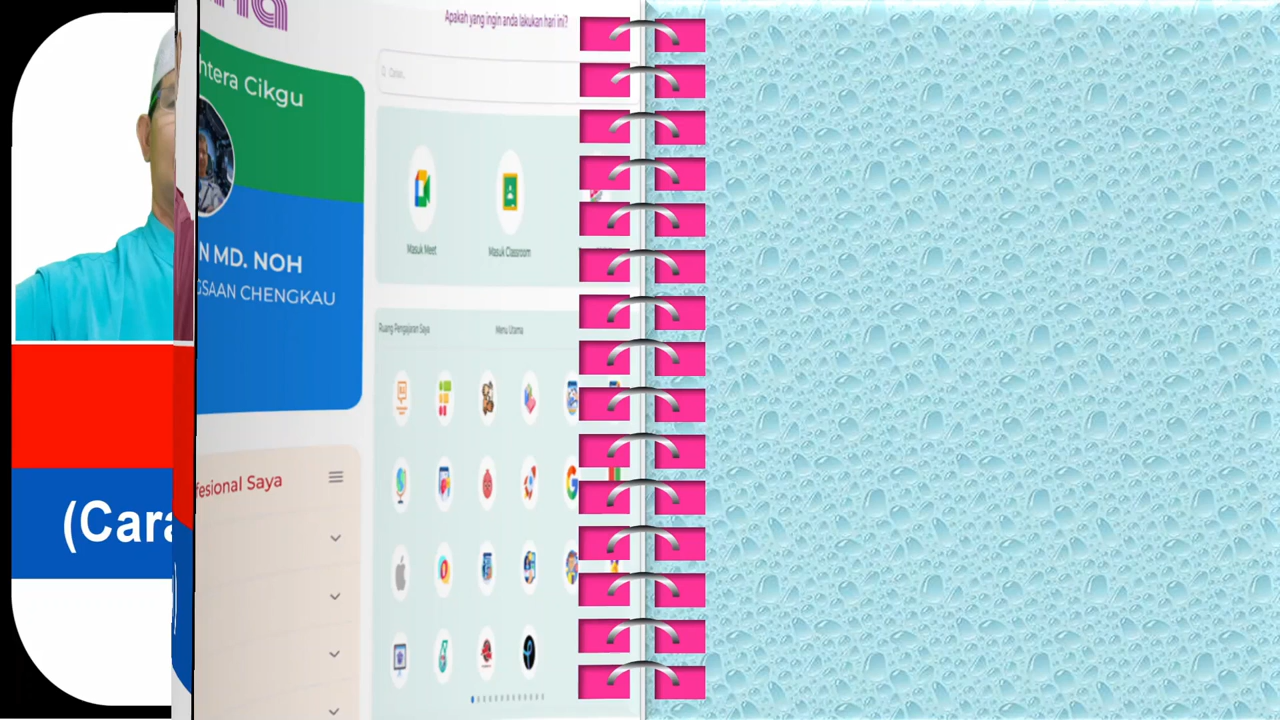 Apakah yang ingin anda lakukan hari ini?
htera Cikgu
N MD. NOH
GSAAN CHENGKAU
Masuk Meet
Masuk Classroom
Ruang Pengajaran Saya
Menu Utama
fesional Saya
(Cara